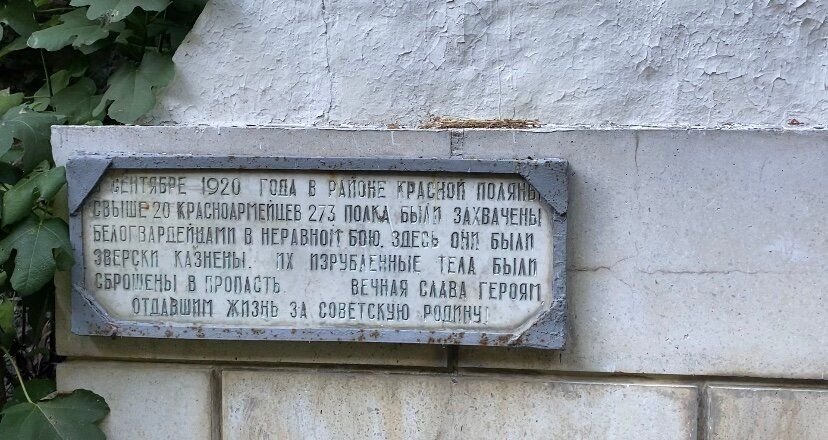 СЕНТЯБРЕ 1920 ГОДА В РАЙОНЕ КРАСНОЙ ПОЛЯНЫ
СВЫШЕ 20 КРАСНОАРМЕЙЦЕВ 273 ПОЛКА БЫЛИ ЗАХВАЧЕНЫ
БЕЛОГВАРДЕЙЦАМИ В НЕРАВНОМ БОЮ. ЗДЕСЬ ОНИ БЫЛИ
ЗВЕРСКИ КАЗНЕНЫ. ИХ ИЗРУБЛЕННЫЕ ТЕЛА БЫЛИ
СБРОШЕНЫ В ПРОПАСТЬ. ВЕЧНАЯ СЛАВА ГЕРОЯМ
ОТДАВШИМ ЖИЗНЬ ЗА СОВЕТСКУЮ РОДИНУ!